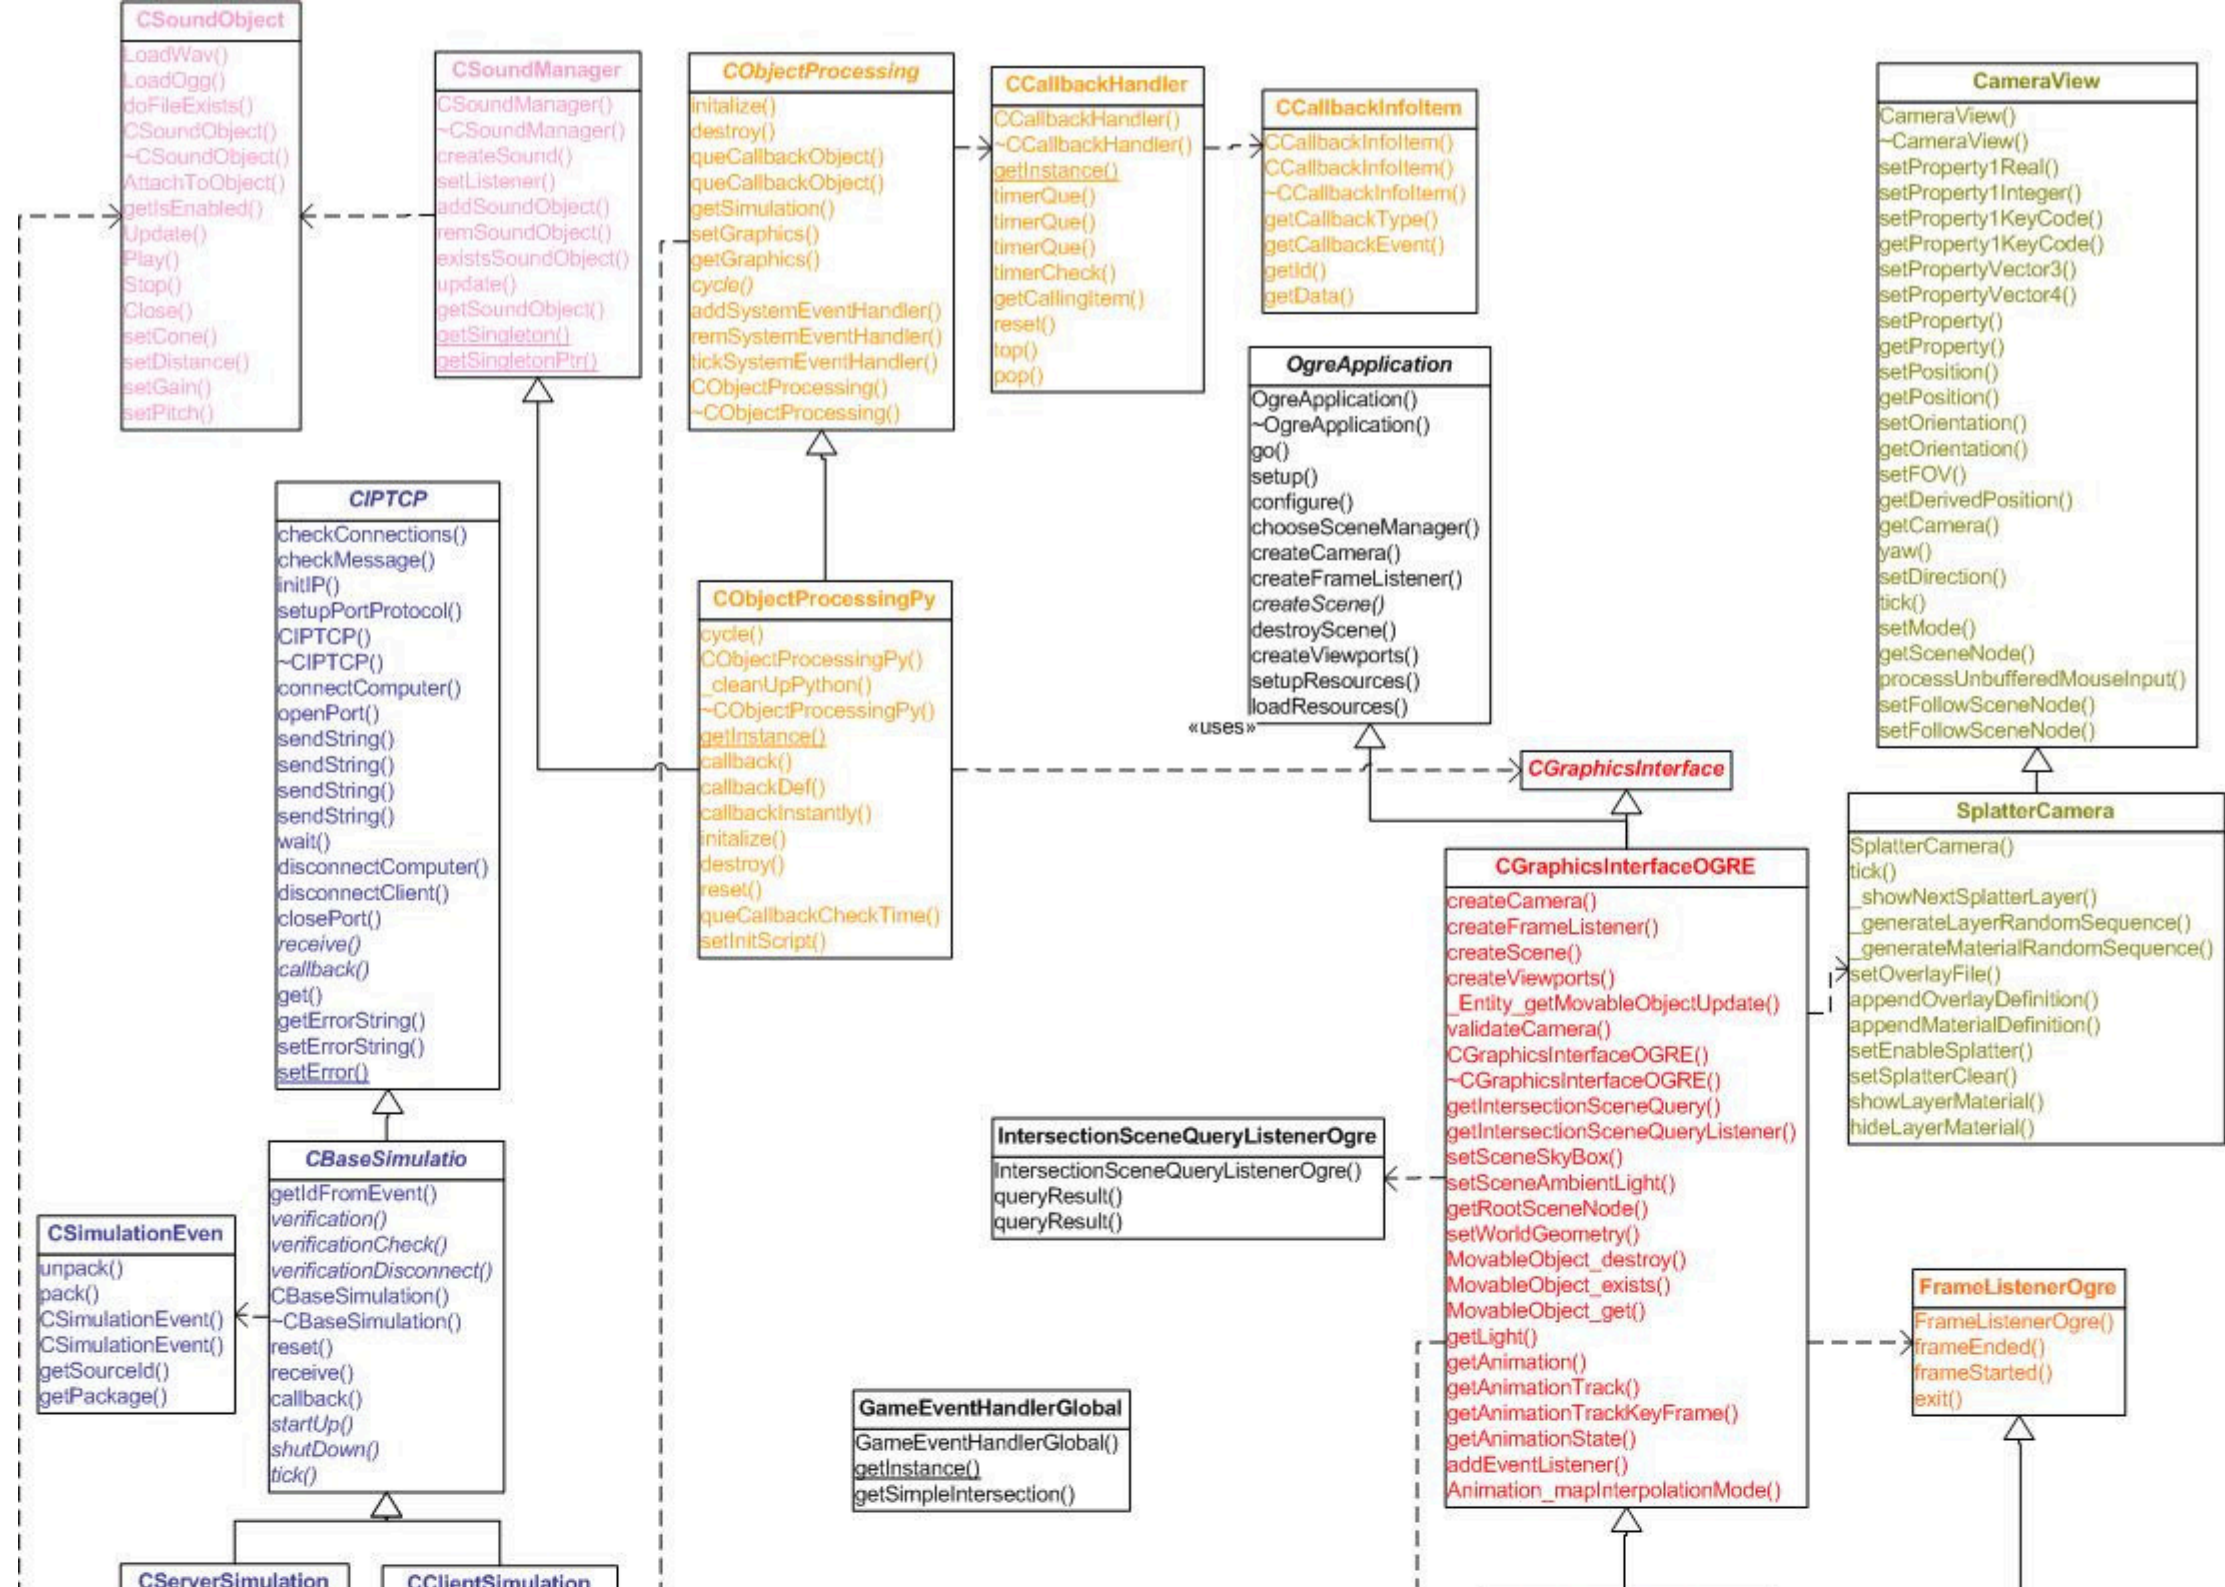 CSoundObject
LoadWav()
LoadOgg()
doFileExists()
CSoundObject()
~CSoundObject()
AttachToObject()
getIsEnabled()
Update()
Play()
Stop()
Close()
setCone()
setDistance()
setGain()
setPitch()
CSoundManager
CSoundManager()
~CSoundManager()
createSound()
setListener()
addSoundObject()
remSoundObject()
existsSoundObject()
update()
getSoundObject()
getSingleton()
getSingletonPtr()
CObjectProcessing
initalize()
destroy()
queCallbackObject()
queCallbackObject()
getSimulation()
setGraphics()
getGraphics()
cycle()
addSystemEventHandler()
remSystemEventHandler()
tickSystemEventHandler()
CObjectProcessing()
~CObjectProcessing()
CCallbackHandler
CCallbackHandler()
~CCallbackHandler()
getInstance()
timerQue()
timerQue()
timerQue()
timerCheck()
getCallingItem()
reset()
top()
pop()
CCallbackInfoItem
CCallbackInfoItem()
CCallbackInfoItem()
~CCallbackInfoItem()
getCallbackType()
getCallbackEvent()
getId()
getData()
CameraView
CameraView()
~CameraView()
setProperty1Real()
setProperty1Integer()
setProperty1KeyCode()
getProperty1KeyCode()
setPropertyVector3()
setPropertyVector4()
setProperty()
getProperty()
setPosition()
getPosition()
setOrientation()
getOrientation()
setFOV()
getDerivedPosition()
getCamera()
yaw()
setDirection()
tick()
setMode()
getSceneNode()
processUnbufferedMouseInput()
setFollowSceneNode()
setFollowSceneNode()
OgreApplication
OgreApplication()
~OgreApplication()
go()
setup()
configure()
chooseSceneManager()
createCamera()
createFrameListener()
createScene()
destroyScene()
createViewports()
setupResources()
loadResources()
«uses»
CIPTCP
checkConnections()
checkMessage()
initIP()
setupPortProtocol()
CIPTCP()
~CIPTCP()
connectComputer()
openPort()
sendString()
sendString()
sendString()
sendString()
wait()
disconnectComputer()
disconnectClient()
closePort()
receive()
callback()
get()
getErrorString()
setErrorString()
setError()
CObjectProcessingPy
cycle()
CObjectProcessingPy()
_cleanUpPython()
~CObjectProcessingPy()
getInstance()
callback()
callbackDef()
callbackInstantly()
initalize()
destroy()
reset()
queCallbackCheckTime()
setInitScript()
CGraphicsInterface
SplatterCamera
SplatterCamera()
tick()
_showNextSplatterLayer()
_generateLayerRandomSequence()
_generateMaterialRandomSequence()
setOverlayFile()
appendOverlayDefinition()
appendMaterialDefinition()
setEnableSplatter()
setSplatterClear()
showLayerMaterial()
hideLayerMaterial()
CGraphicsInterfaceOGRE
createCamera()
createFrameListener()
createScene()
createViewports()
_Entity_getMovableObjectUpdate()
validateCamera()
CGraphicsInterfaceOGRE()
~CGraphicsInterfaceOGRE()
getIntersectionSceneQuery()
getIntersectionSceneQueryListener()
setSceneSkyBox()
setSceneAmbientLight()
getRootSceneNode()
setWorldGeometry()
MovableObject_destroy()
MovableObject_exists()
MovableObject_get()
getLight()
getAnimation()
getAnimationTrack()
getAnimationTrackKeyFrame()
getAnimationState()
addEventListener()
Animation_mapInterpolationMode()
IntersectionSceneQueryListenerOgre
IntersectionSceneQueryListenerOgre()
queryResult()
queryResult()
CBaseSimulatio
getIdFromEvent()
verification()
verificationCheck()
verificationDisconnect()
CBaseSimulation()
~CBaseSimulation()
reset()
receive()
callback()
startUp()
shutDown()
tick()
CSimulationEven
unpack()
pack()
CSimulationEvent()
CSimulationEvent()
getSourceId()
getPackage()
FrameListenerOgre
FrameListenerOgre()
frameEnded()
frameStarted()
exit()
GameEventHandlerGlobal
GameEventHandlerGlobal()
getInstance()
getSimpleIntersection()
CServerSimulation
CClientSimulation